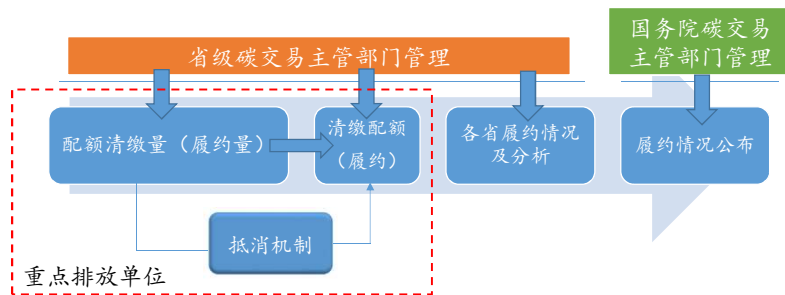 省级碳交易主管部门管理
国务院碳交易
主管部门管理
配额清缴量（履约量）
清缴配额
（履约）
各省履约情况
及分析
履约情况公布
抵消机制
重点排放单位